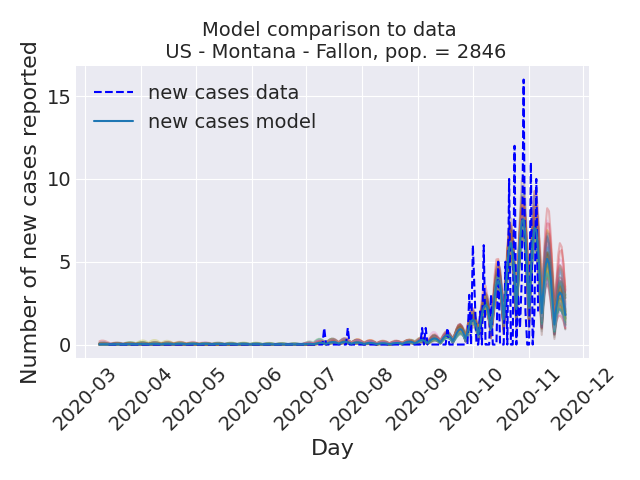 Model comparison to data
US - Montana - Fallon, pop. = 2846
Number of new cases reported
15
10
5
0
new cases data
new cases model
2020-03
2020-04
2020-05
2020-06
2020-07
2020-08
2020-09
2020-10
2020-11
2020-12
Day